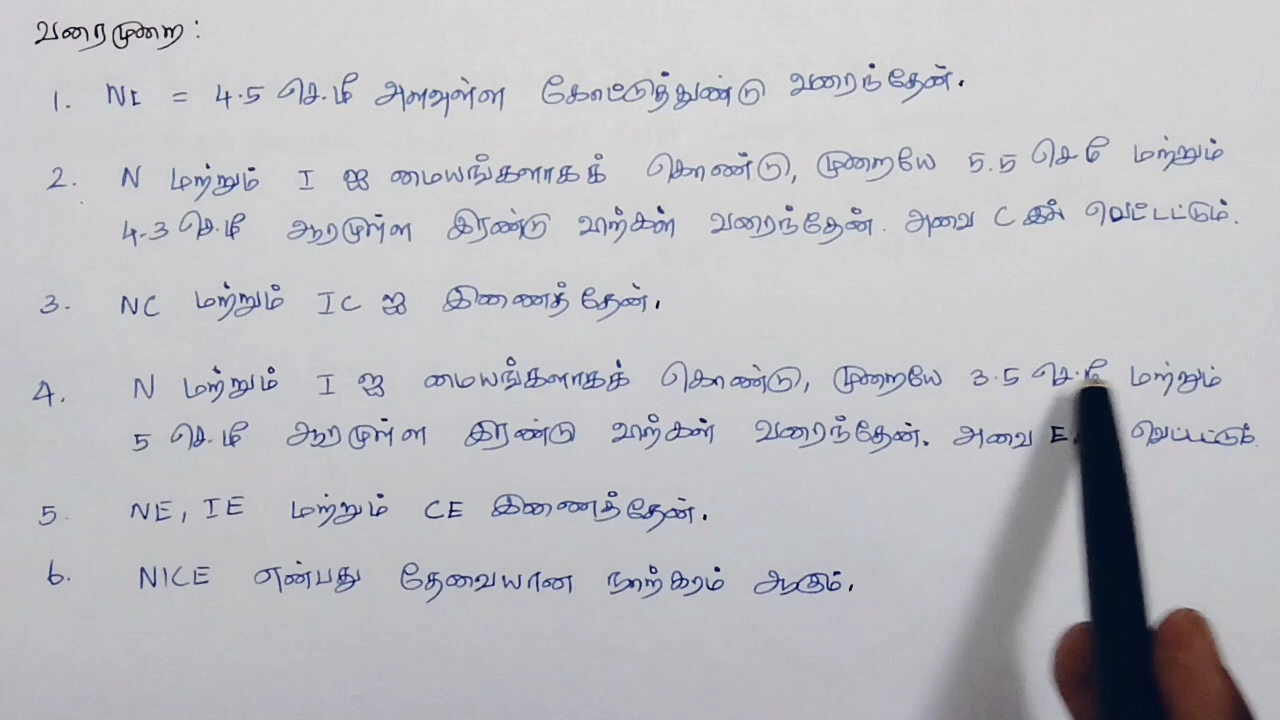 வரைமுறை :
1. NI = 4.5 செ.மீ அளவுள்ள கோட்டுத்துண்டு வரைந்தேன்.
2. N மற்றும் I ஐ மையங்களாகக் கொண்டு, முறையே 5.5 செ மீ மற்றும்
4.3 செ.மீ ஆரமுள்ள இரண்டு விற்கள் வரைந்தேன். அவை C இல் வெட்டட்டும்.
3. NC மற்றும் IC ஐ இணைத்தேன்.
4. N மற்றும் I ஐ மையங்களாகக் கொண்டு, முறையே 3.5 செ.மீ மற்றும்
5 செ.மீ ஆரமுள்ள இரண்டு விற்கள் வரைந்தேன். அவை E
5. NE, IE மற்றும் CE இணைத்தேன்.
6. NICE என்பது தேவையான நாற்கரம் ஆகும்.